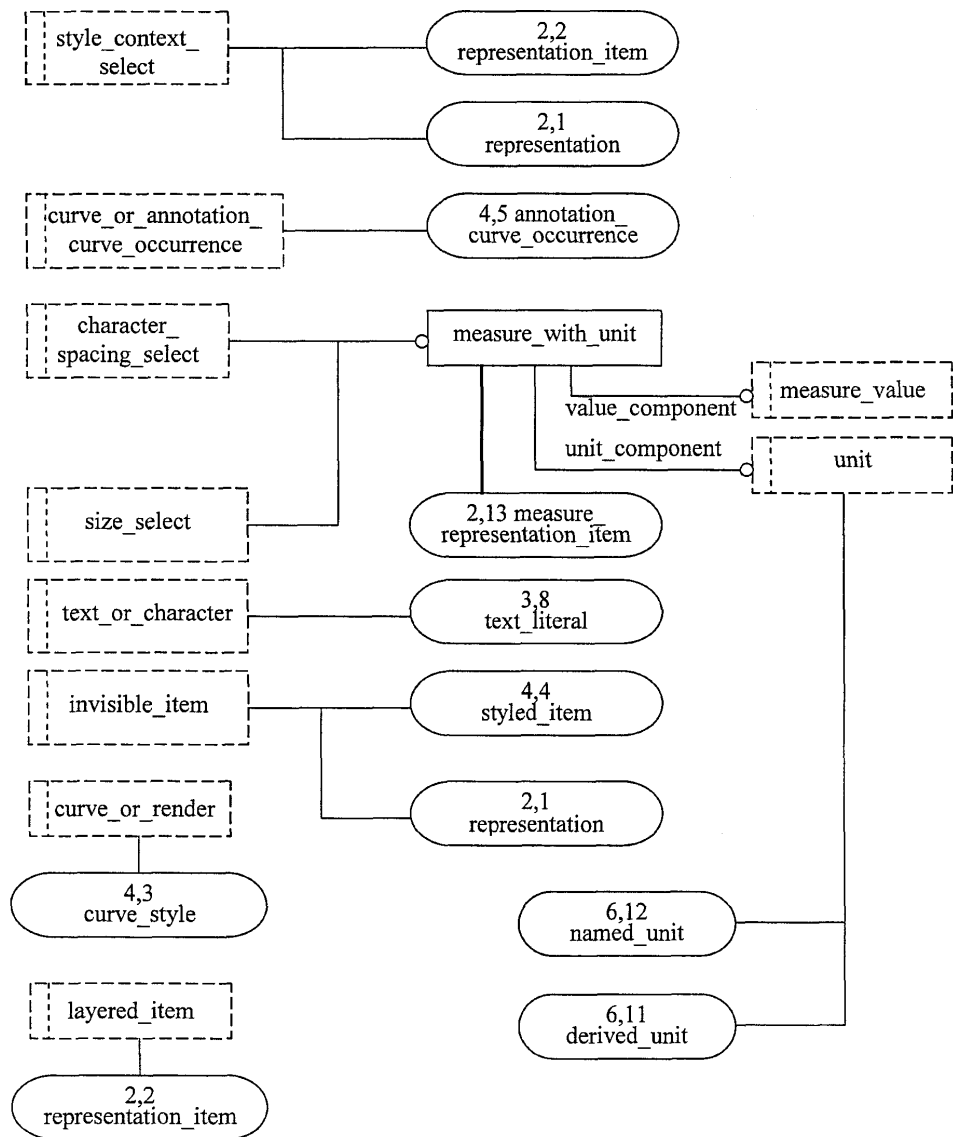 style_context_
select
2,2
representation_item
2,1
representation
curve_or_annotation_
curve_occurrence
4,5 annotation_
curve_occurrence
character_
spacing_select
measure_with_unit
measure_value
value_component
unit_component
unit
size_select
2,13 measure_
representation_item
text_or_character
3,8
text_literal
invisible_item
4,4
styled_item
curve_or_render
2,1
representation
4,3
curve_style
6,12
named_unit
layered_item
6,11
derived_unit
2,2
representation_item